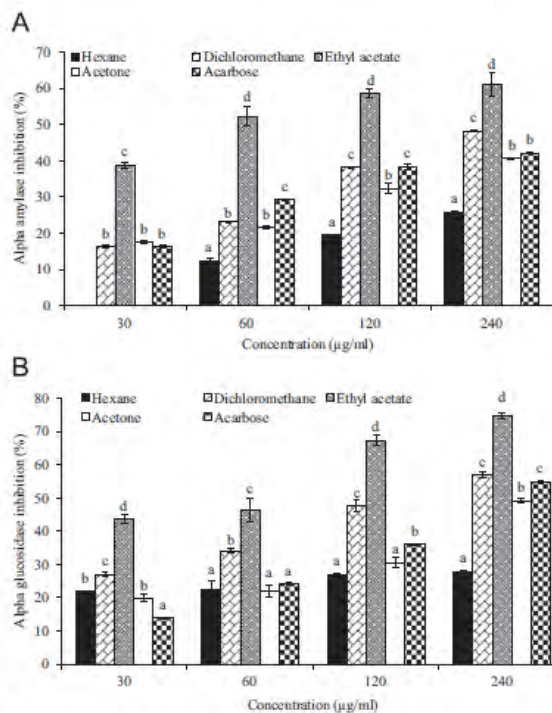 A
70
60
50
40
30
20
10
0
Alpha amylase inhibition (%)
Hexane Dichloromethane Ethyl acetate
Acetone Acarbose
b c b b
a b d b c
a c d b c
a c d b b
30 60 120 240
Concentration (µg/ml)
B
80
70
60
50
40
30
20
10
0
Alpha glucosidase inhibition (%)
Hexane Dichloromethane Ethyl acetate
Acetone Acarbose
b c d b a
a b c a a
a c d a b
a c d b c
30 60 120 240
Concentration (µg/ml)